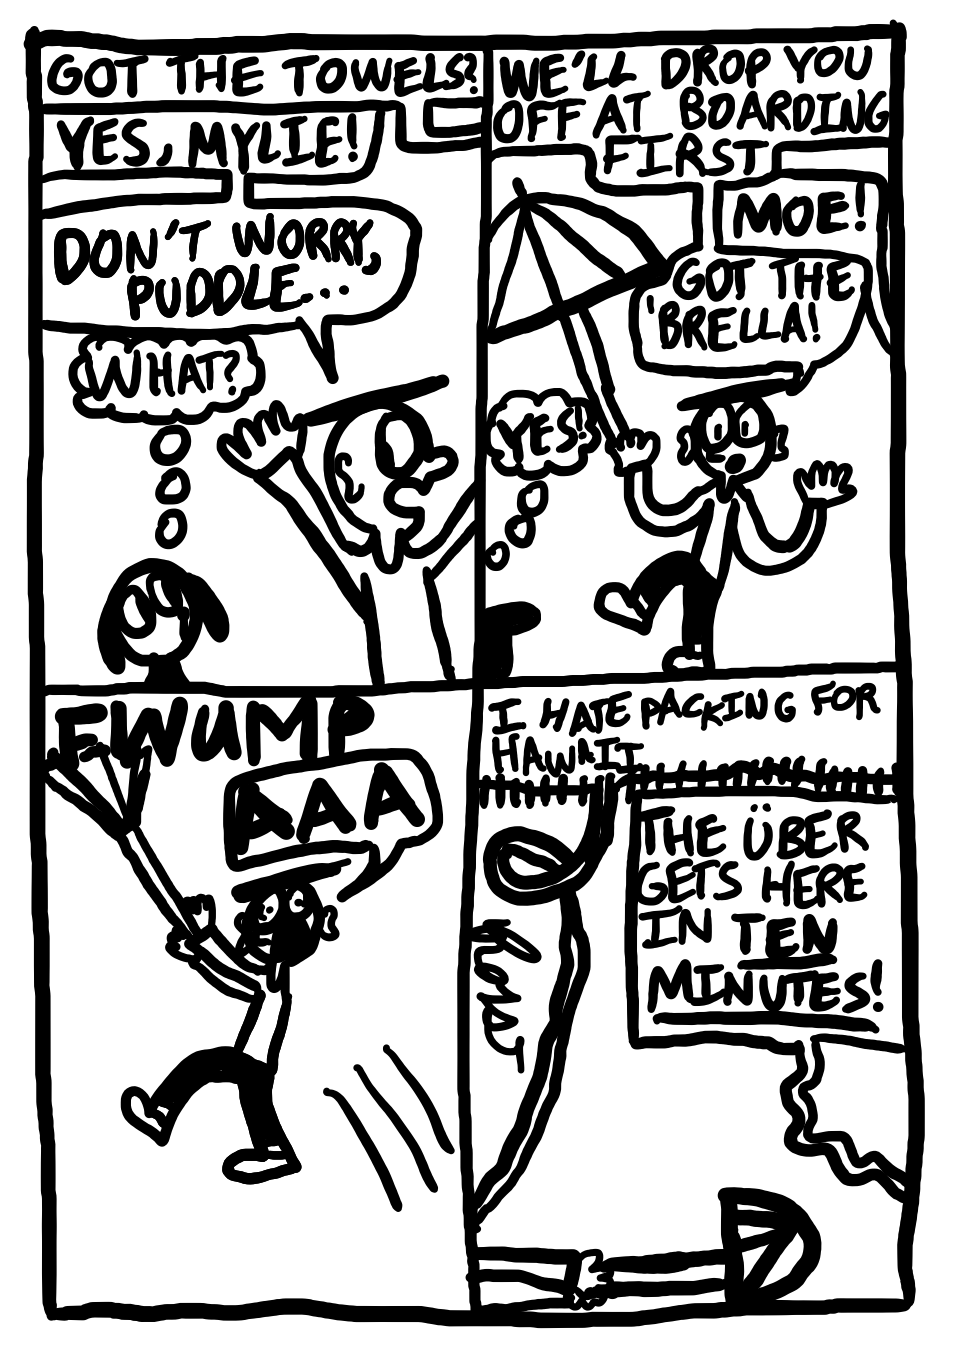 GOT THE TOWELS?
YES, MYLIE!
DON'T WORRY,
PUDDLE...
WHAT?
WE'LL DROP YOU
OFF AT BOARDING
FIRST
MOE!
GOT THE
'BRELLA!
YES!
FWUMP
AAA
I HATE PACKING FOR
HAWAII
THE ÜBER
GETS HERE
IN TEN
MINUTES!